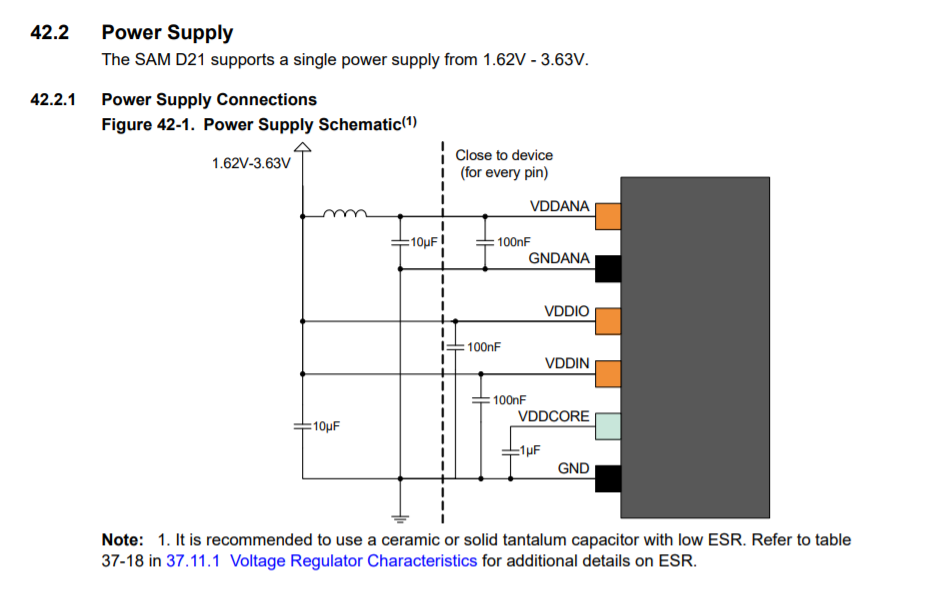 42.2 Power Supply
The SAM D21 supports a single power supply from 1.62V - 3.63V.
42.2.1 Power Supply Connections
Figure 42-1. Power Supply Schematic(1)
1.62V-3.63V
Close to device
(for every pin)
VDDANA
10µF
100nF
GNDANA
VDDIO
100nF
VDDIN
100nF
VDDCORE
10µF
1µF
GND
Note: 1. It is recommended to use a ceramic or solid tantalum capacitor with low ESR. Refer to table
37-18 in 37.11.1 Voltage Regulator Characteristics for additional details on ESR.